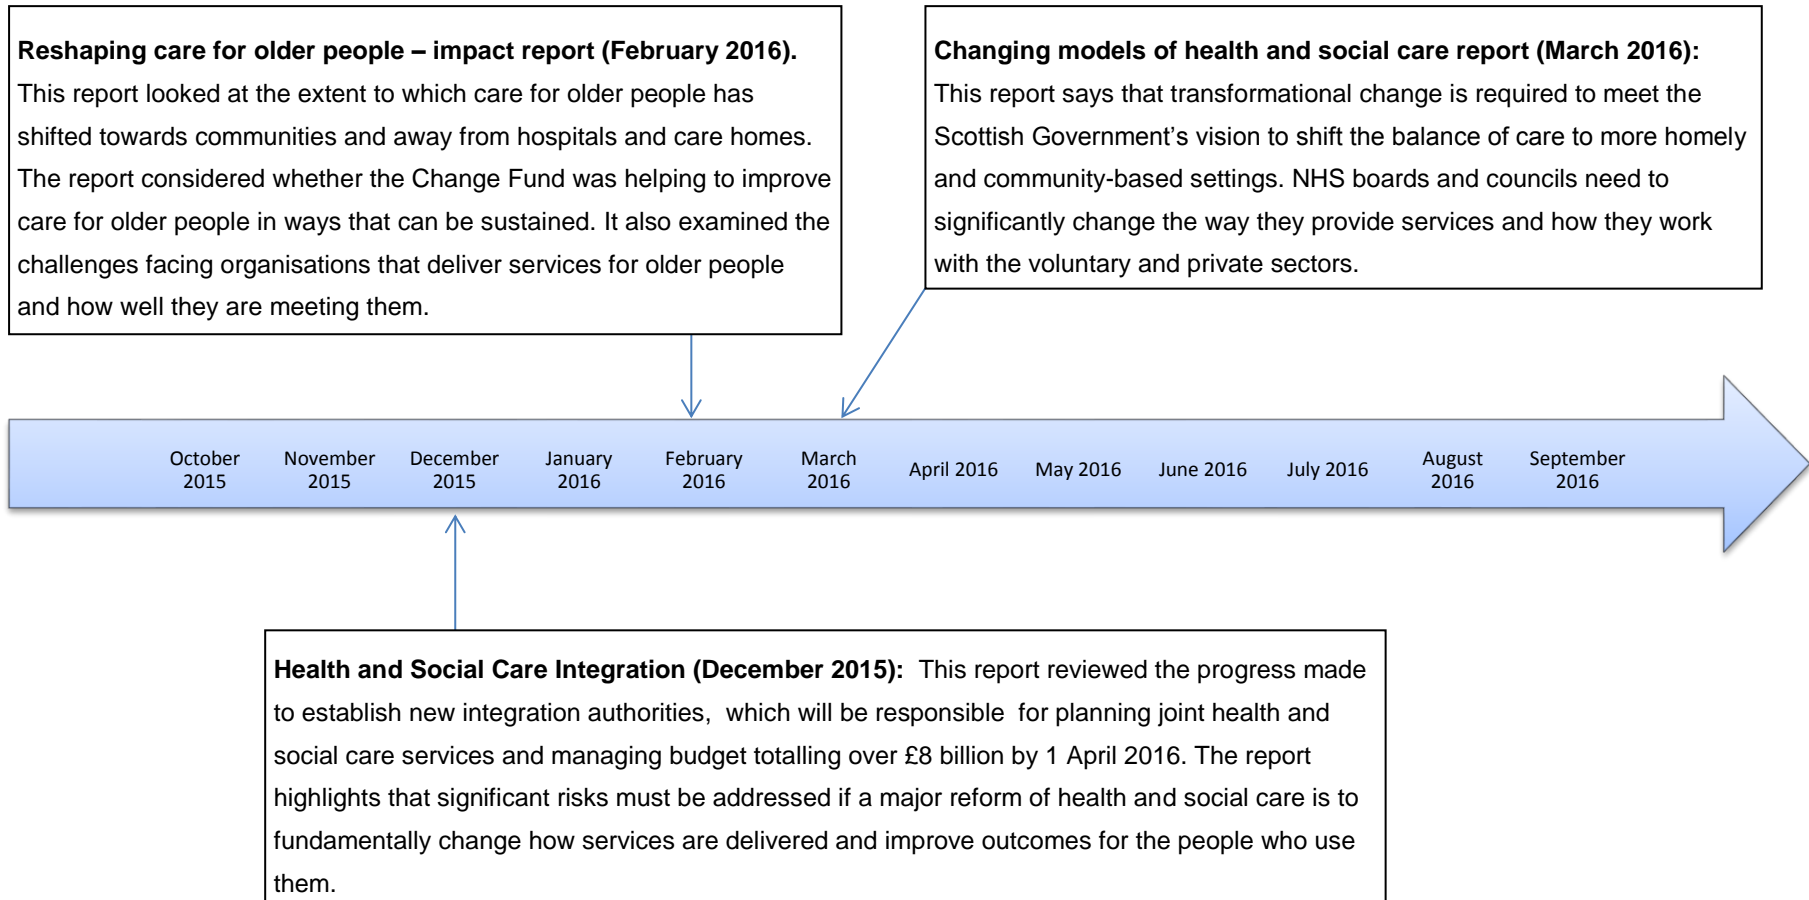 Reshaping care for older people – impact report (February 2016).
This report looked at the extent to which care for older people has
shifted towards communities and away from hospitals and care homes.
The report considered whether the Change Fund was helping to improve
care for older people in ways that can be sustained. It also examined the
challenges facing organisations that deliver services for older people
and how well they are meeting them.
Changing models of health and social care report (March 2016):
This report says that transformational change is required to meet the
Scottish Government’s vision to shift the balance of care to more homely
and community-based settings. NHS boards and councils need to
significantly change the way they provide services and how they work
with the voluntary and private sectors.
October
2015
November
2015
December
2015
January
2016
February
2016
March
2016
April 2016
May 2016
June 2016
July 2016
August
2016
September
2016
Health and Social Care Integration (December 2015): This report reviewed the progress made
to establish new integration authorities, which will be responsible for planning joint health and
social care services and managing budget totalling over £8 billion by 1 April 2016. The report
highlights that significant risks must be addressed if a major reform of health and social care is to
fundamentally change how services are delivered and improve outcomes for the people who use
them.